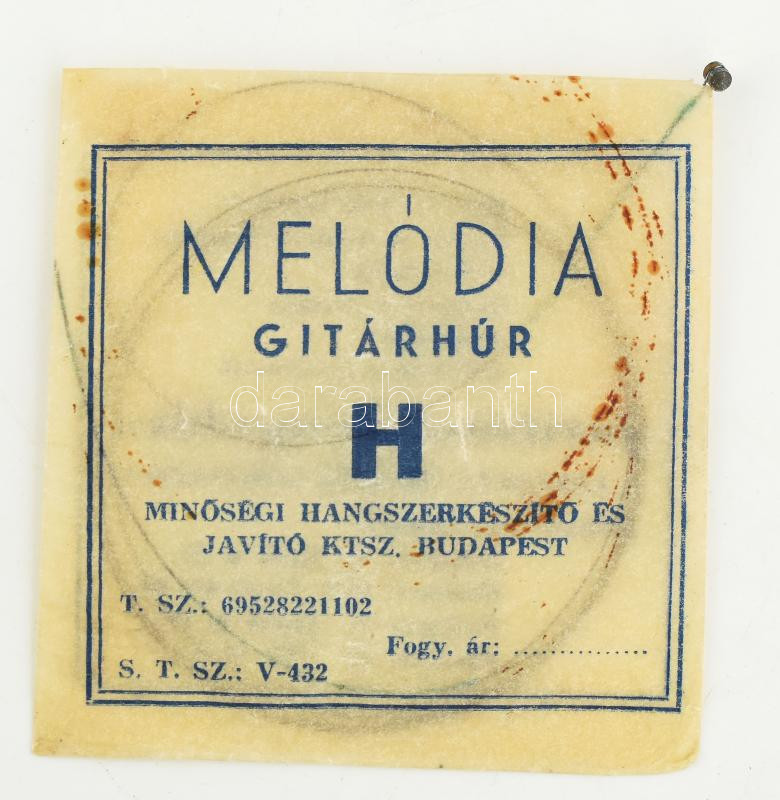 MELÓDIA
GITÁRHÚR
darabanth
H
MINŐSÉGI HANGSZERKÉSZÍTŐ ÉS
JAVÍTÓ KTSZ. BUDAPEST
T. SZ.: 69528221102
Fogy. ár: ...............
S. T. SZ.: V-432